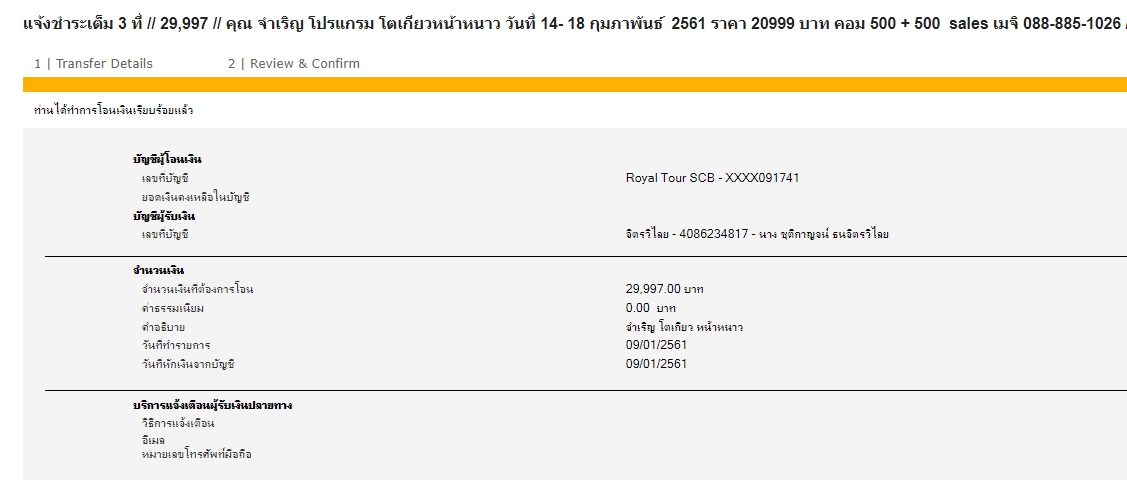 แจ้งชำระเต็ม 3 ที่ // 29,997 // คุณ จำเริญ โปรแกรม โตเกียวหน้าหนาว วันที่ 14- 18 กุมภาพันธ์ 2561 ราคา 20999 บาท คอม 500 + 500 sales เมจิ 088-885-1026 /
1 | Transfer Details 2 | Review & Confirm
ท่านได้ทำการโอนเงินเรียบร้อยแล้ว
บัญชีผู้โอนเงิน
เลขที่บัญชี Royal Tour SCB - XXXX091741
ยอดเงินคงเหลือในบัญชี
บัญชีผู้รับเงิน
เลขที่บัญชี จิตรวิไลย - 4086234817 - นาง ชุติกาญจน์ ธนจิตรวิไลย
จำนวนเงิน
จำนวนเงินที่ต้องการโอน 29,997.00 บาท
ค่าธรรมเนียม 0.00 บาท
คำอธิบาย จำเริญ โตเกียว หน้าหนาว
วันที่ทำรายการ 09/01/2561
วันที่หักเงินจากบัญชี 09/01/2561
บริการแจ้งเตือนผู้รับเงินปลายทาง
วิธีการแจ้งเตือน
อีเมล
หมายเลขโทรศัพท์มือถือ